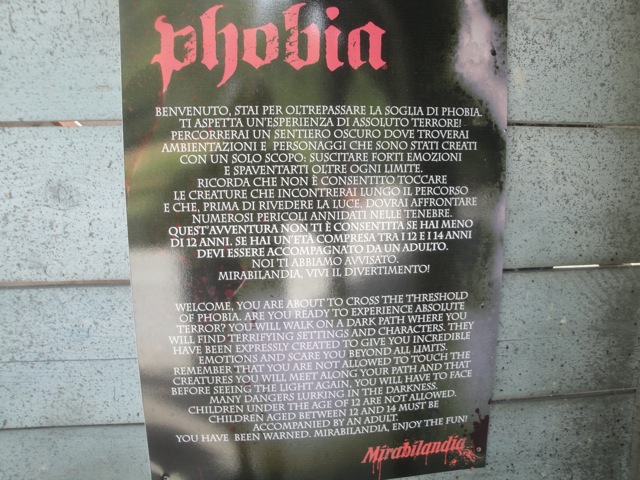 phobia
BENVENUTO, STAI PER OLTREPASSARE LA SOGLIA DI PHOBIA.
TI ASPETTA UN'ESPERIENZA DI ASSOLUTO TERRORE!
PERCORRERAI UN SENTIERO OSCURO DOVE TROVERAI
AMBIENTAZIONI E PERSONAGGI CHE SONO STATI CREATI
CON UN SOLO SCOPO: SUSCITARE FORTI EMOZIONI
E SPAVENTARTI OLTRE OGNI LIMITE.
RICORDA CHE NON È CONSENTITO TOCCARE
LE CREATURE CHE INCONTRERAI LUNGO IL PERCORSO
E CHE, PRIMA DI RIVEDERE LA LUCE, DOVRAI AFFRONTARE
NUMEROSI PERICOLI ANNIDATI NELLE TENEBRE.
QUEST'AVVENTURA NON TI È CONSENTITA SE HAI MENO
DI 12 ANNI. SE HAI UN'ETÀ COMPRESA TRA I 12 E I 14 ANNI
DEVI ESSERE ACCOMPAGNATO DA UN ADULTO.
NOI TI ABBIAMO AVVISATO.
MIRABILANDIA, VIVI IL DIVERTIMENTO!
WELCOME, YOU ARE ABOUT TO CROSS THE THRESHOLD
OF PHOBIA. ARE YOU READY TO EXPERIENCE ABSOLUTE
TERROR? YOU WILL WALK ON A DARK PATH WHERE YOU
WILL FIND TERRIFYING SETTINGS AND CHARACTERS. THEY
HAVE BEEN EXPRESSLY CREATED TO GIVE YOU INCREDIBLE
EMOTIONS AND SCARE YOU BEYOND ALL LIMITS.
REMEMBER THAT YOU ARE NOT ALLOWED TO TOUCH THE
CREATURES YOU WILL MEET ALONG YOUR PATH AND THAT
BEFORE SEEING THE LIGHT AGAIN, YOU WILL HAVE TO FACE
MANY DANGERS LURKING IN THE DARKNESS.
CHILDREN UNDER THE AGE OF 12 ARE NOT ALLOWED.
CHILDREN AGED BETWEEN 12 AND 14 MUST BE
ACCOMPANIED BY AN ADULT.
YOU HAVE BEEN WARNED. MIRABILANDIA, ENJOY THE FUN!
Mirabilandia